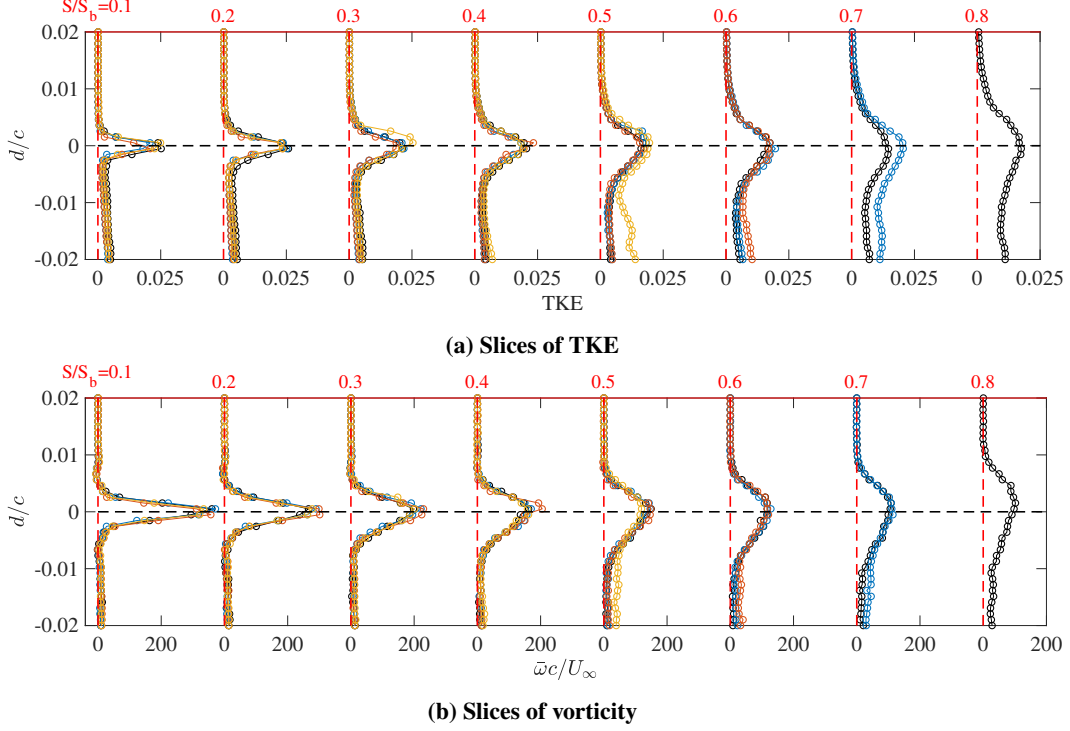 S/S_b=0.1 0.2 0.3 0.4 0.5 0.6 0.7 0.8
0.02
0.01
d/c
0
-0.01
-0.02
0 0.025 0 0.025 0 0.025 0 0.025 0 0.025 0 0.025 0 0.025 0 0.025
TKE
(a) Slices of TKE
S/S_b=0.1 0.2 0.3 0.4 0.5 0.6 0.7 0.8
0.02
0.01
d/c
0
-0.01
-0.02
0 200 0 200 0 200 0 200 0 200 0 200 0 200 0 200
ω̄c/U∞
(b) Slices of vorticity